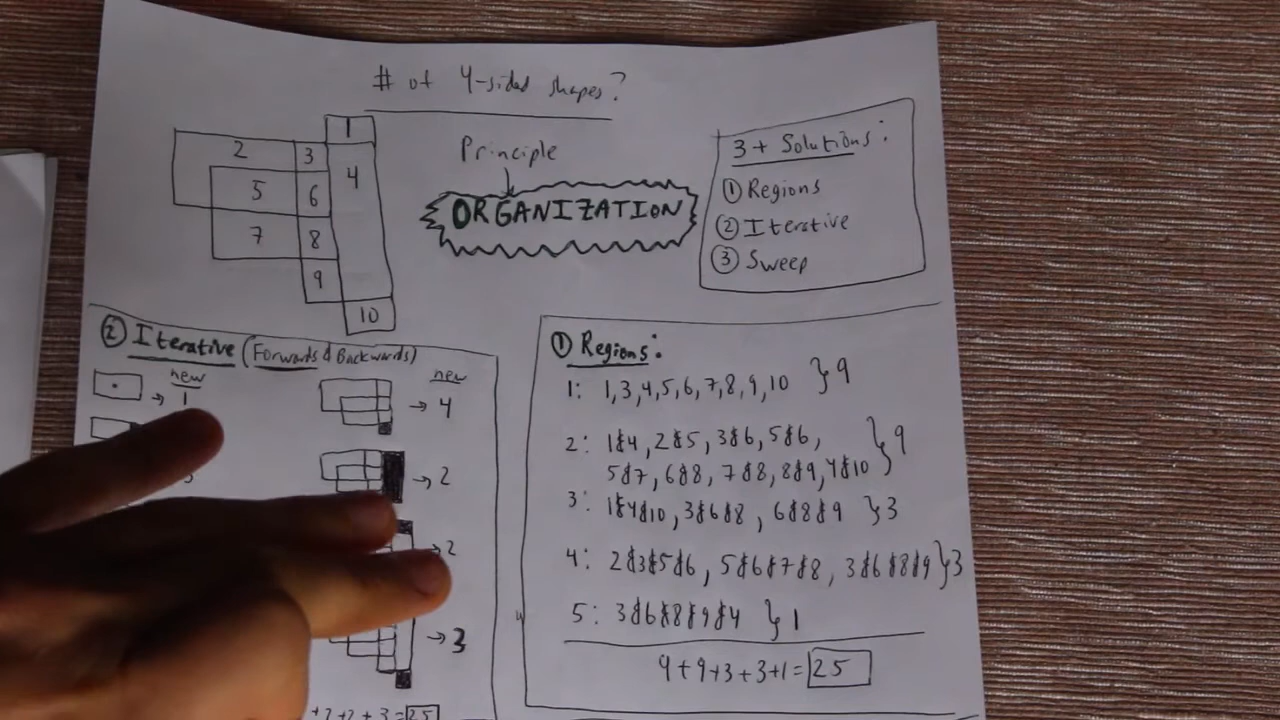 # of 4-sided shapes?
1
2
3
4
5
6
7
8
9
10
Principle
ORGANIZATION
3+ Solutions:
① Regions
② Iterative
③ Sweep
② Iterative (Forwards & Backwards)
new
→ 1
new
→ 4
→ 2
→ 2
→ 3
+2+2+3=25
① Regions:
1: 1,3,4,5,6,7,8,9,10 } 9
2: 1&4, 2&5, 3&6, 5&6,
5&7, 6&8, 7&8, 8&9, 4&10 } 9
3: 1&4&10, 3&6&8, 6&8&9 } 3
4: 2&3&5&6, 5&6&7&8, 3&6&8&9 } 3
5: 3&6&8&9&4 } 1
9+9+3+3+1=25